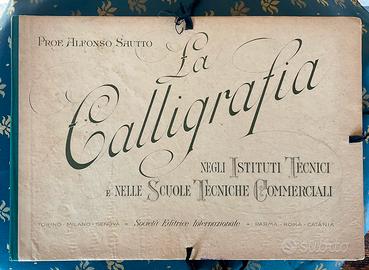 Prof. Alfonso Sautto
La
Calligrafia
negli Istituti Tecnici
e nelle Scuole Tecniche Commerciali
Torino - Milano - Genova - Società Editrice Internazionale - Parma - Roma - Catania
subito